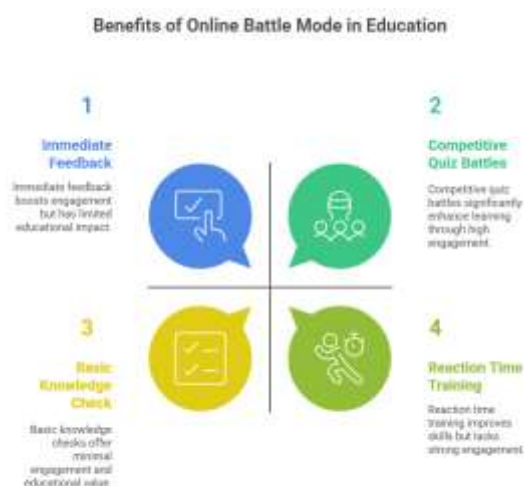 Benefits of Online Battle Mode in Education
1
Immediate
Feedback
Immediate feedback
boosts engagement
but has limited
educational impact.
2
Competitive
Quiz Battles
Competitive quiz
battles significantly
enhance learning
through high
engagement.
3
Basic
Knowledge
Check
Basic knowledge
checks offer
minimal
engagement and
educational value.
4
Reaction Time
Training
Reaction time
training improves
skills but lacks
strong engagement.